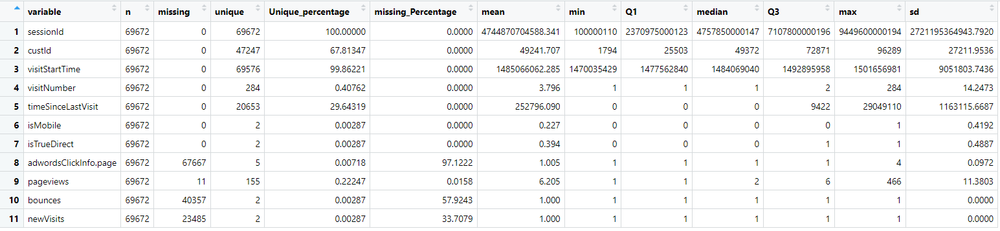 variable n missing unique Unique_percentage missing_Percentage mean min Q1 median Q3 max sd
1 sessionId 69672 0 69672 100.00000 0.0000 4744870704588.341 100000110 2370975000123 4757850000147 7107800000196 9449600000194 2721195364943.7920
2 custId 69672 0 47247 67.81347 0.0000 49241.707 1794 25503 49372 72871 96289 27211.9536
3 visitStartTime 69672 0 69576 99.86221 0.0000 1485066062.285 1470035429 1477562840 1484069040 1492895958 1501656981 9051803.7436
4 visitNumber 69672 0 284 0.40762 0.0000 3.796 1 1 1 2 284 14.2473
5 timeSinceLastVisit 69672 0 20653 29.64319 0.0000 252796.090 0 0 0 9422 29049110 1163115.6687
6 isMobile 69672 0 2 0.00287 0.0000 0.227 0 0 0 0 1 0.4192
7 isTrueDirect 69672 0 2 0.00287 0.0000 0.394 0 0 0 1 1 0.4887
8 adwordsClickInfo.page 69672 67667 5 0.00718 97.1222 1.005 1 1 1 1 4 0.0972
9 pageviews 69672 11 155 0.22247 0.0158 6.205 1 1 2 6 466 11.3803
10 bounces 69672 40357 2 0.00287 57.9243 1.000 1 1 1 1 1 0.0000
11 newVisits 69672 23485 2 0.00287 33.7079 1.000 1 1 1 1 1 0.0000